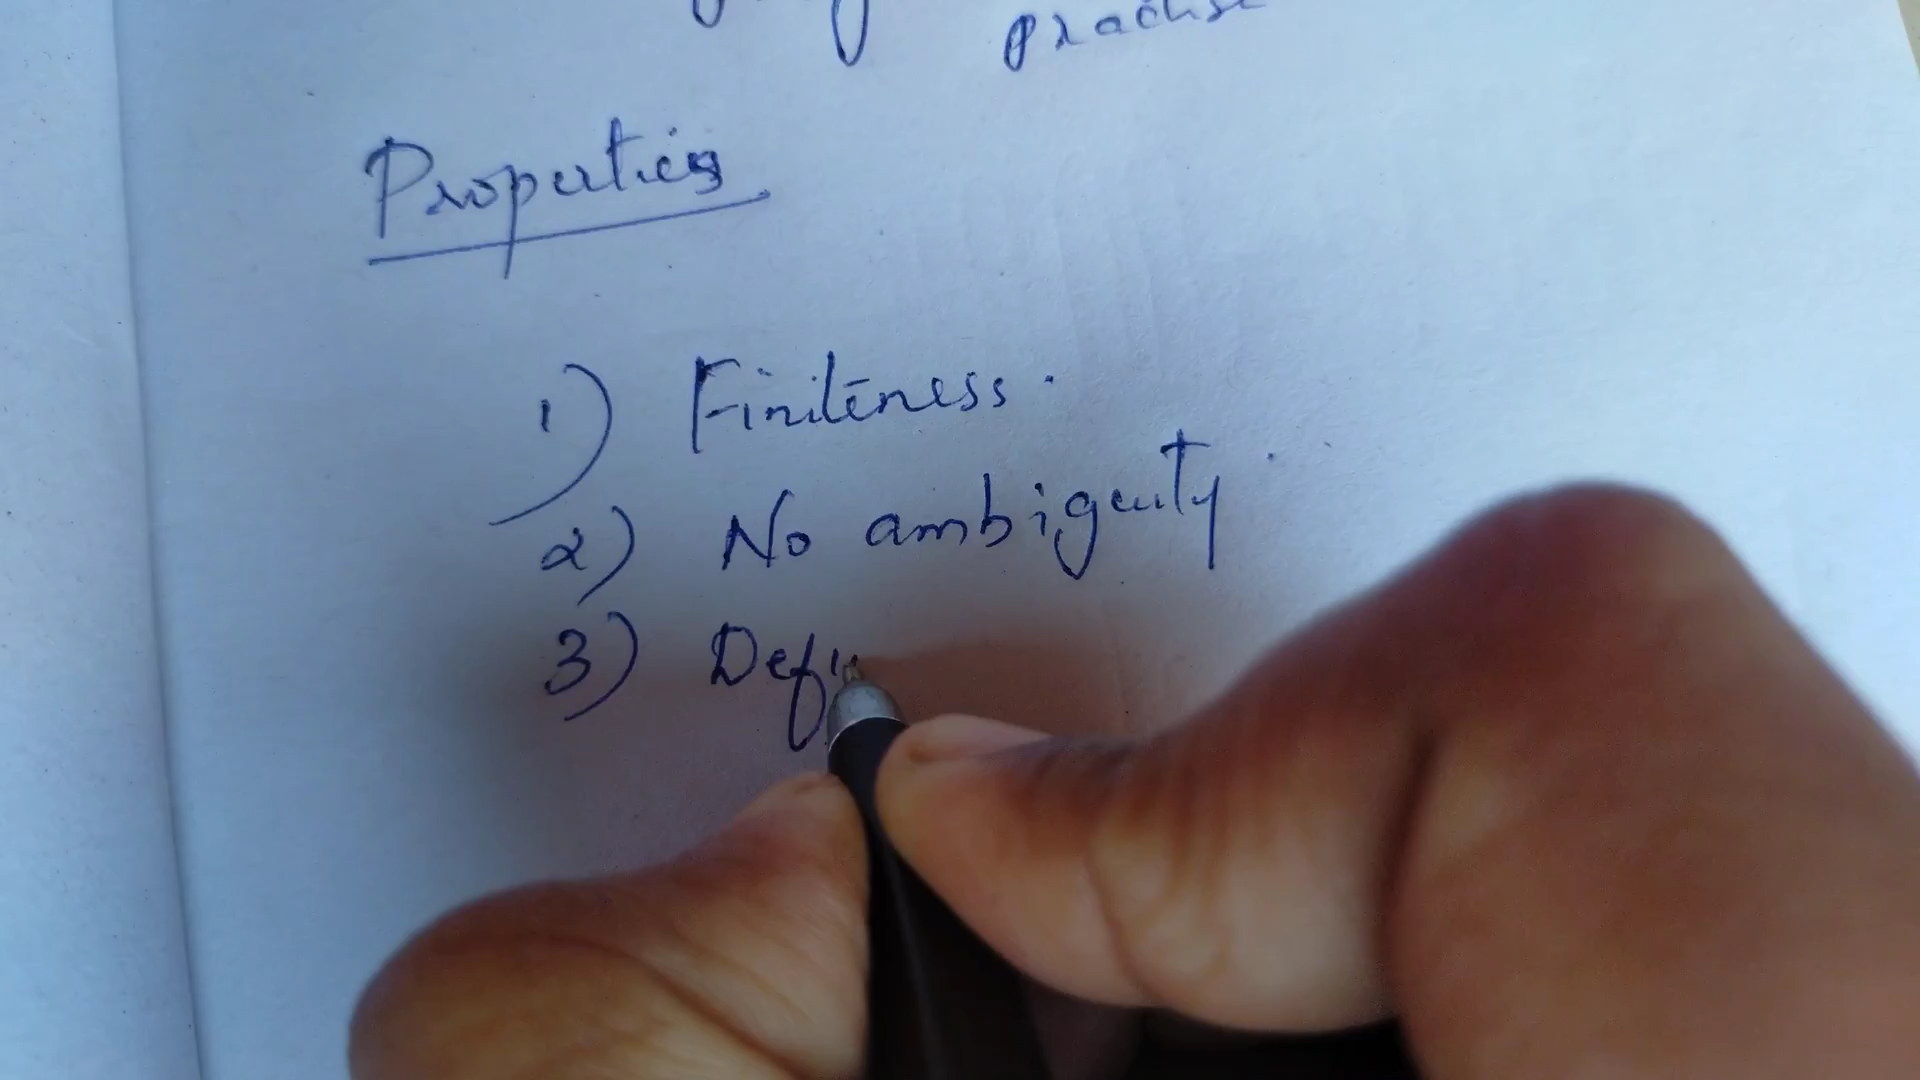 Properties
1) Finiteness.
2) No ambiguity.
3) Defi